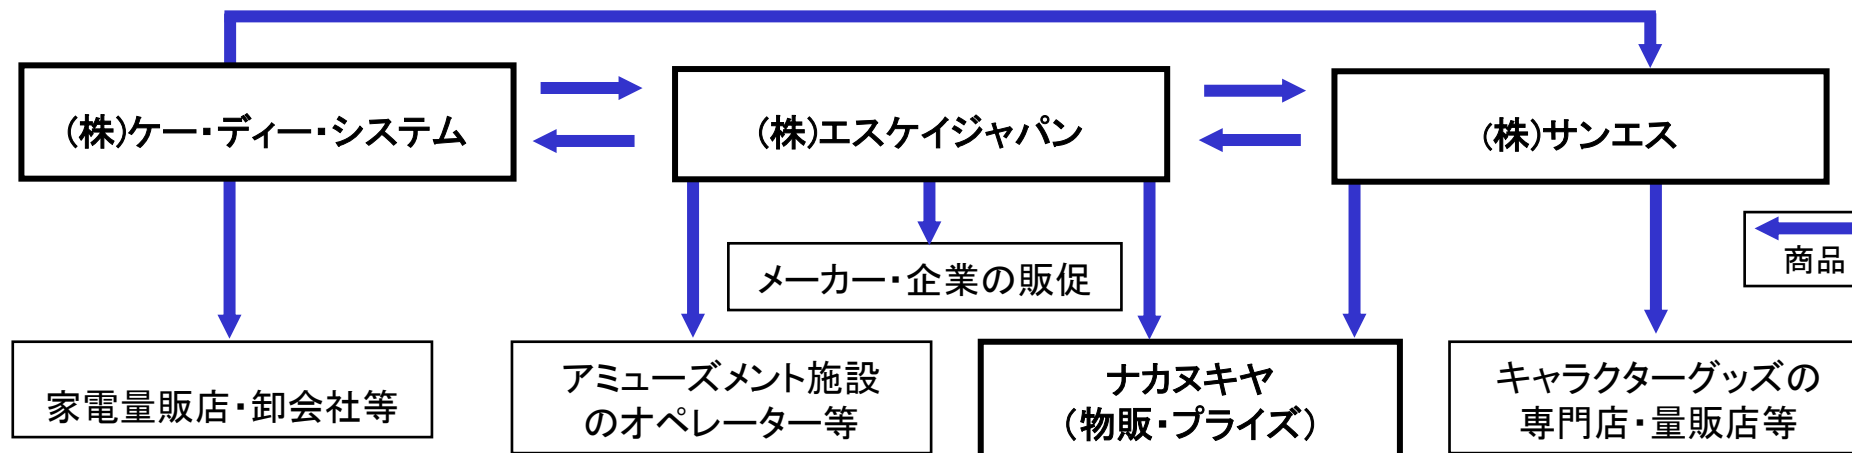 (株)ケー・ディー・システム
(株)エスケイジャパン
(株)サンエス
商品
メーカー・企業の販促
家電量販店・卸会社等
アミューズメント施設
のオペレーター等
ナカヌキヤ
(物販・プライズ)
キャラクターグッズの
専門店・量販店等